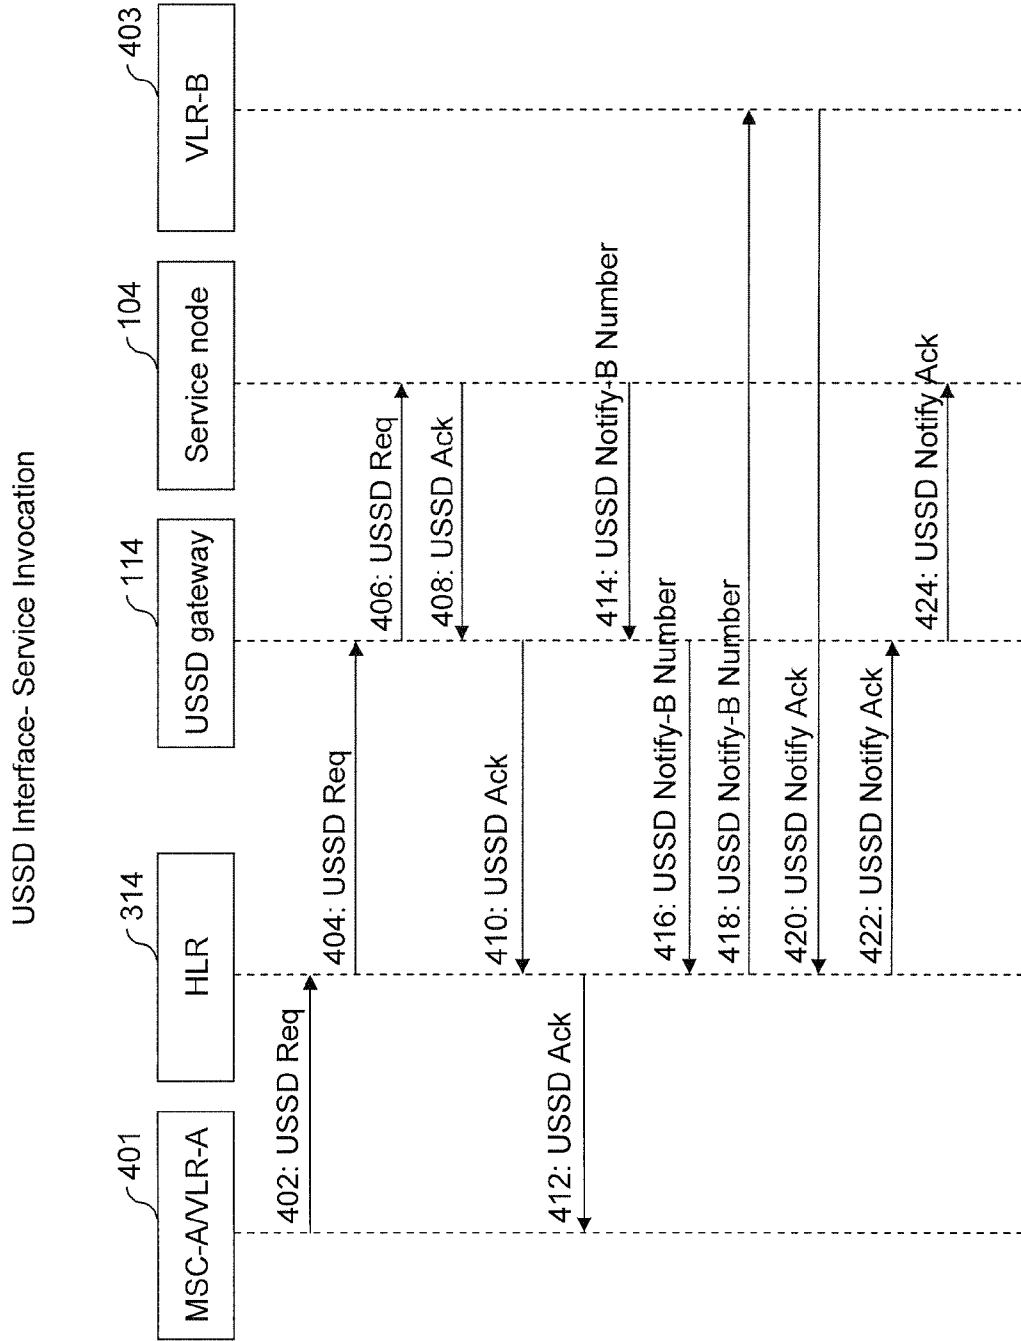 USSD Interface- Service Invocation
401
314
114
104
403
MSC-A/VLR-A
HLR
USSD gateway
Service node
VLR-B
402: USSD Req
404: USSD Req
406: USSD Req
408: USSD Ack
410: USSD Ack
412: USSD Ack
414: USSD Notify-B Number
416: USSD Notify-B Number
418: USSD Notify-B Number
420: USSD Notify Ack
422: USSD Notify Ack
424: USSD Notify Ack